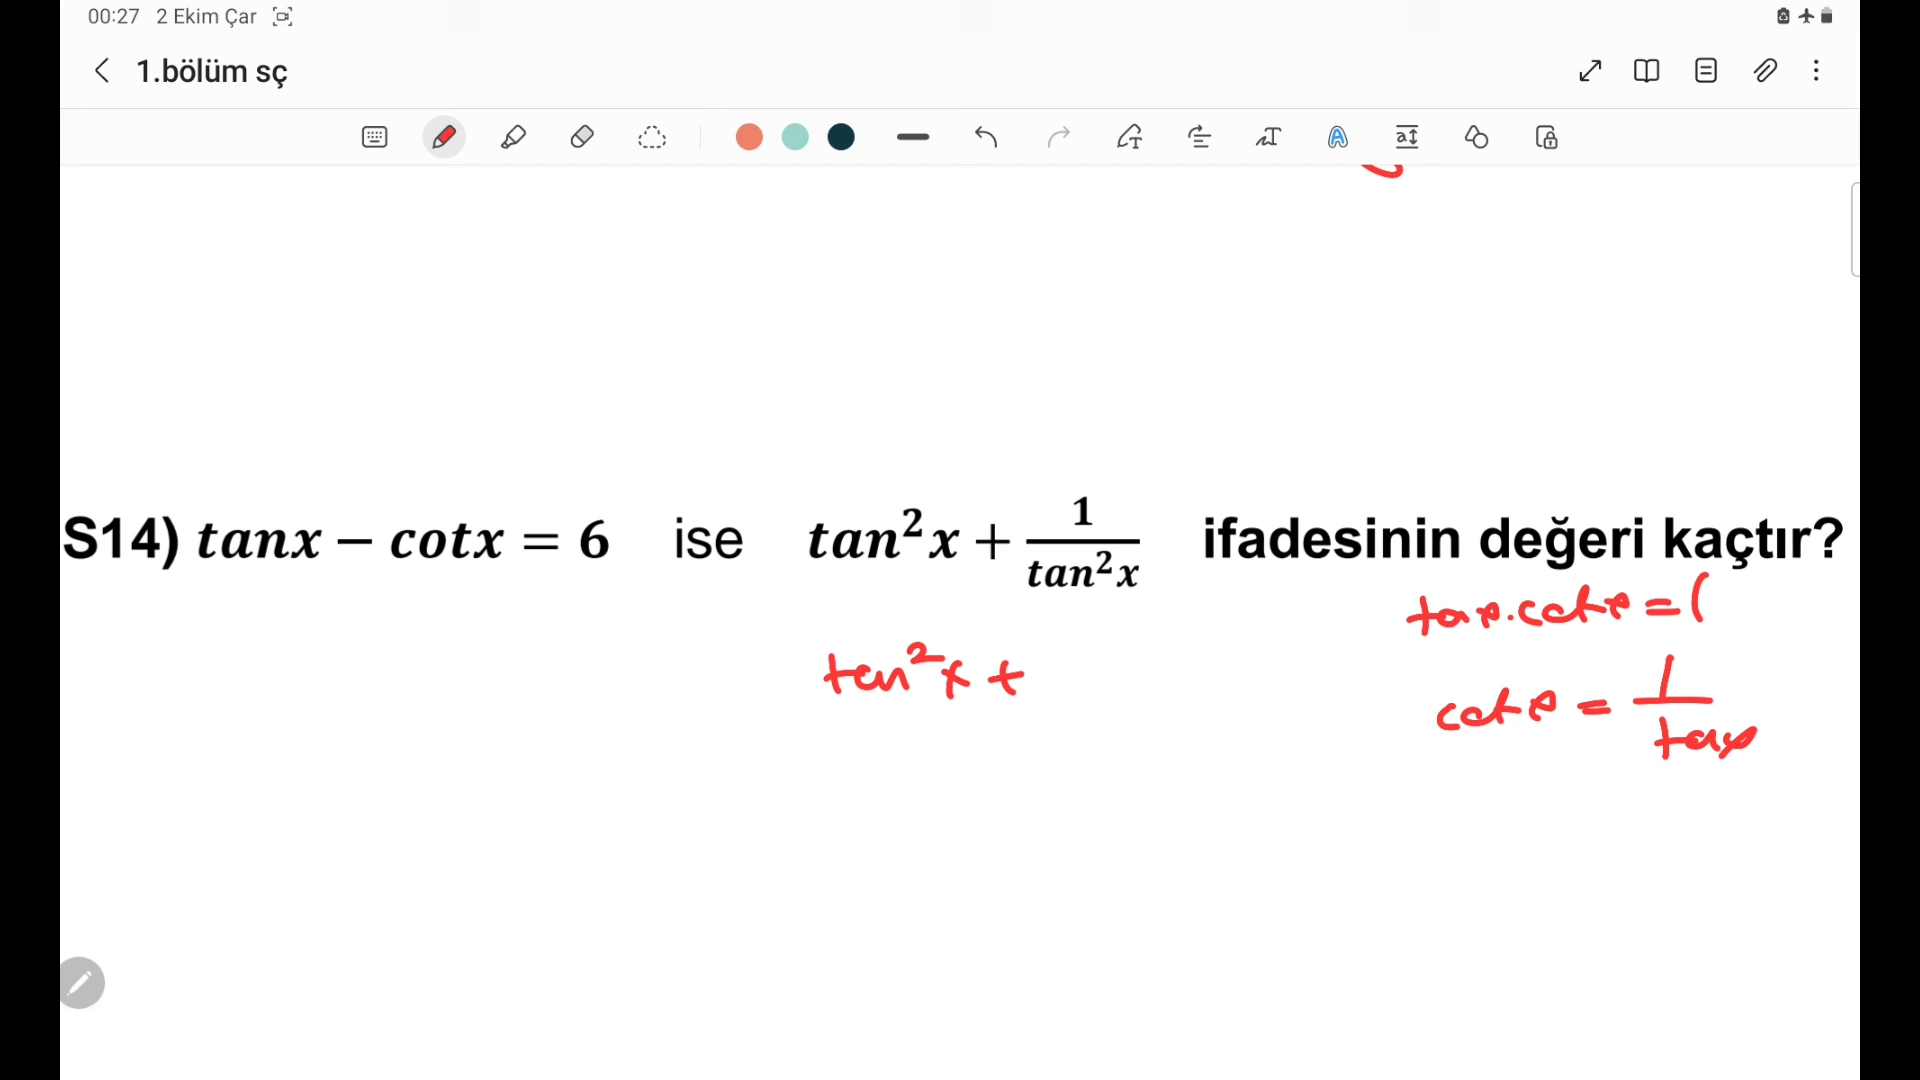 00:27 2 Ekim Çar
1.bölüm sç
S14) tanx − cotx = 6 ise tan²x + 1/tan²x ifadesinin değeri kaçtır?
tanx.cotx = 1
tan²x +
cotx = 1/tanx